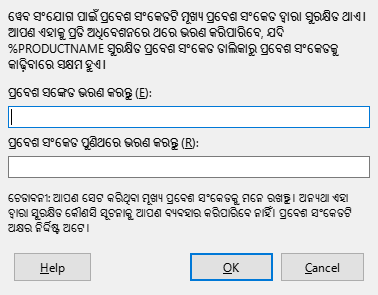 ୱେବ ସଂଯୋଗ ପାଇଁ ପ୍ରବେଶ ସଂକେତଟି ମୁଖ୍ୟ ପ୍ରବେଶ ସଂକେତ ଦ୍ୱାରା ସୁରକ୍ଷିତ ଥାଏ।
ଆପଣ ଏହାକୁ ପ୍ରତି ଅଧିବେଶନରେ ଥରେ ଭରଣ କରିପାରିବେ, ଯଦି
%PRODUCTNAME ସୁରକ୍ଷିତ ପ୍ରବେଶ ସଂକେତ ତାଲିକାରୁ ପ୍ରବେଶ ସଂକେତକୁ
କାଢ଼ିବାରେ ସକ୍ଷମ ହୁଏ।
ପ୍ରବେଶ ସଙ୍କେତ ଭରଣ କରନ୍ତୁ (E):
ପ୍ରବେଶ ସଂକେତ ପୁଣିଥରେ ଭରଣ କରନ୍ତୁ (R):
ଚେତାବନୀ: ଆପଣ ସେଟ କରିଥିବା ମୂଖ୍ୟ ପ୍ରବେଶ ସଂକେତକୁ ମନେ ରଖନ୍ତୁ। ଅନ୍ୟଥା ଏହା
ଦ୍ୱାରା ସୁରକ୍ଷିତ କୌଣସି ସୂଚନାକୁ ଆପଣ ବ୍ୟବହାର କରିପାରିବେ ନାହିଁ। ପ୍ରବେଶ ସଂକେତଟି
ଅକ୍ଷର ନିର୍ଦ୍ଦିଷ୍ଟ ଅଟେ।
Help OK Cancel